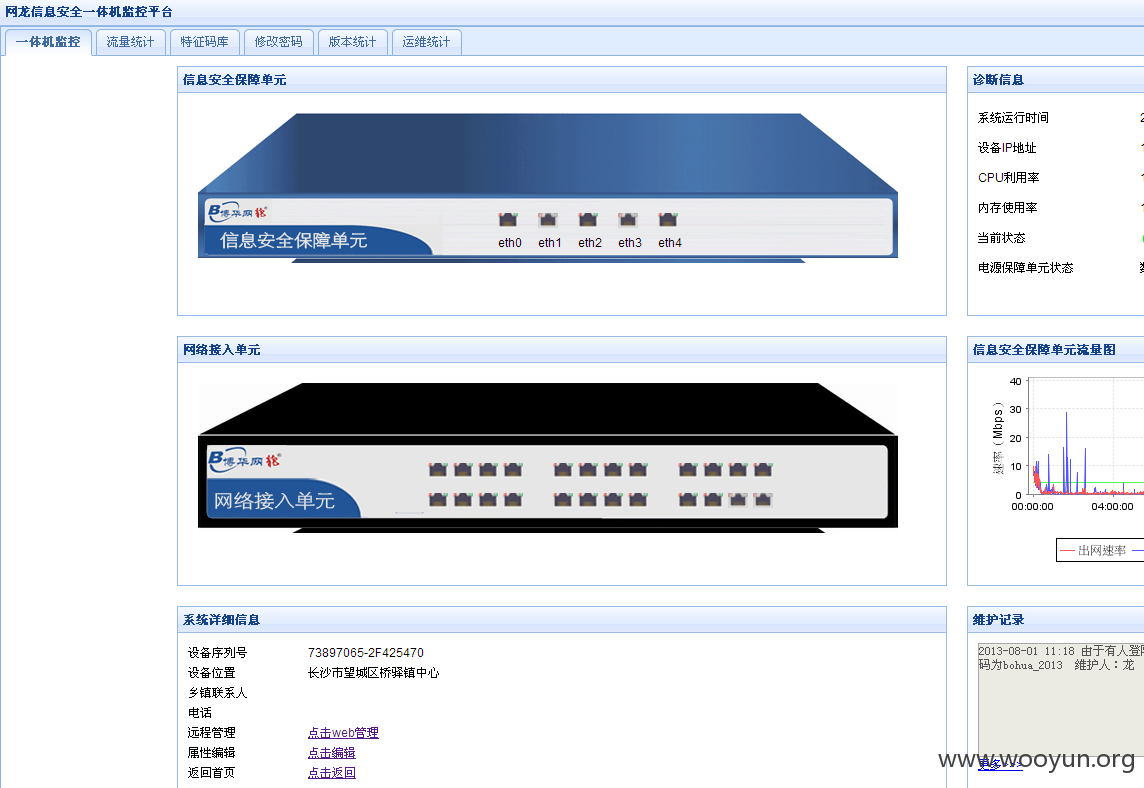 网龙信息安全一体机监控平台
一体机监控 流量统计 特征码库 修改密码 版本统计 运维统计
信息安全保障单元
博华网轮
信息安全保障单元
eth0 eth1 eth2 eth3 eth4
诊断信息
系统运行时间
设备IP地址
CPU利用率
内存使用率
当前状态
电源保障单元状态
网络接入单元
博华网轮
网络接入单元
信息安全保障单元流量图
速率(Mbps)
40
30
20
10
0
00:00:00 04:00:00
出网速率
系统详细信息
设备序列号 73897065-2F425470
设备位置 长沙市望城区桥驿镇中心
乡镇联系人
电话
远程管理 点击web管理
属性编辑 点击编辑
返回首页 点击返回
维护记录
2013-08-01 11:18 由于有人登
码为bohua_2013 维护人:龙
更多
www.wooyun.org